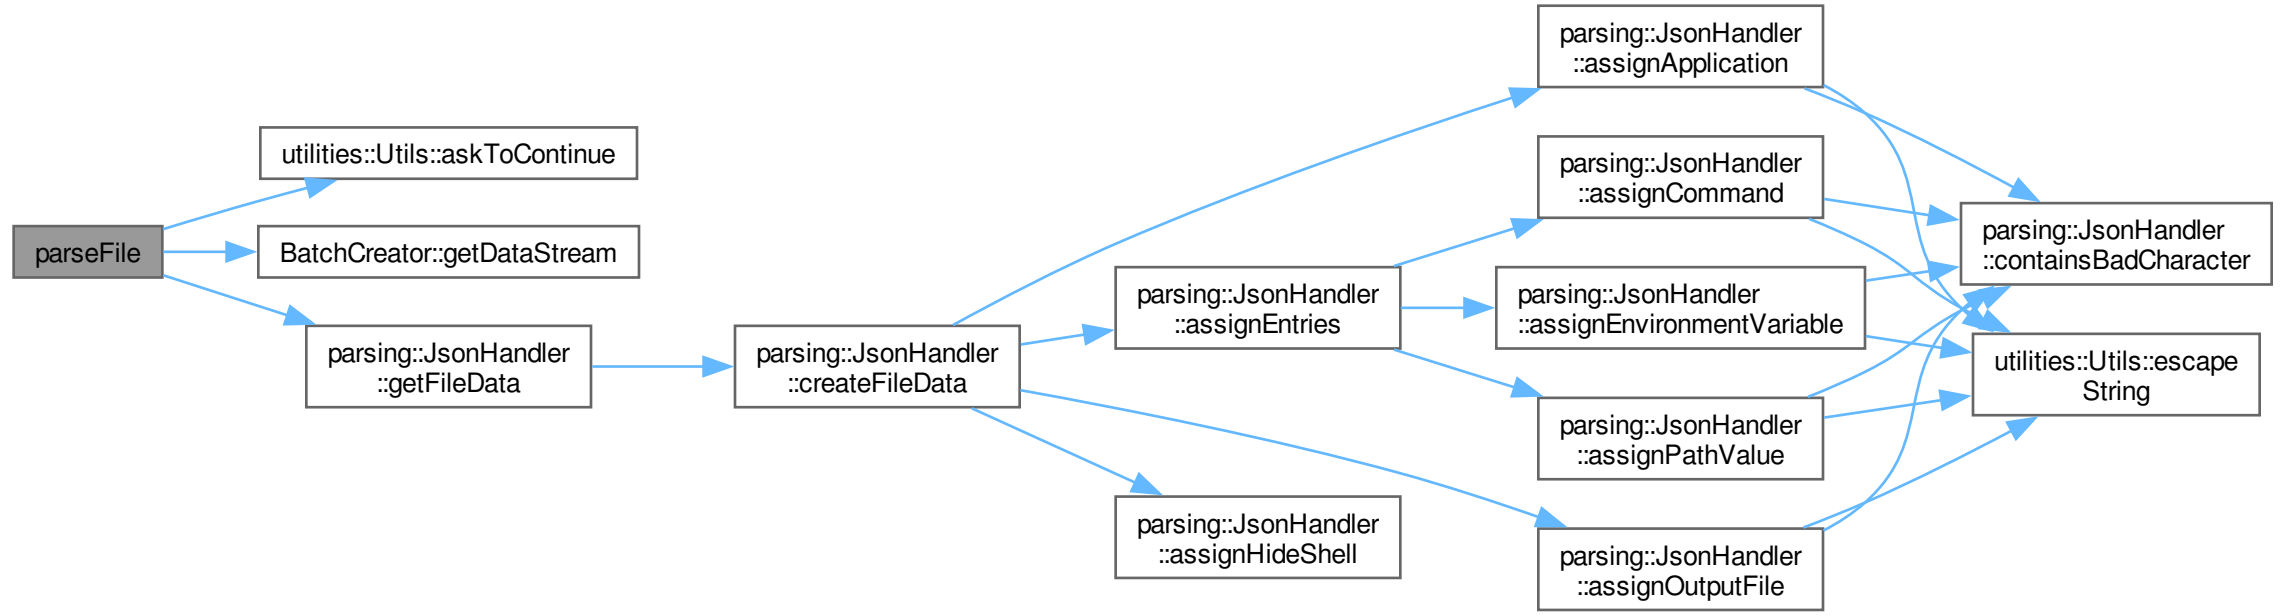 parseFile
utilities::Utils::askToContinue
BatchCreator::getDataStream
parsing::JsonHandler
::getFileData
parsing::JsonHandler
::createFileData
parsing::JsonHandler
::assignEntries
parsing::JsonHandler
::assignHideShell
parsing::JsonHandler
::assignApplication
parsing::JsonHandler
::assignCommand
parsing::JsonHandler
::assignEnvironmentVariable
parsing::JsonHandler
::assignPathValue
parsing::JsonHandler
::assignOutputFile
parsing::JsonHandler
::containsBadCharacter
utilities::Utils::escape
String